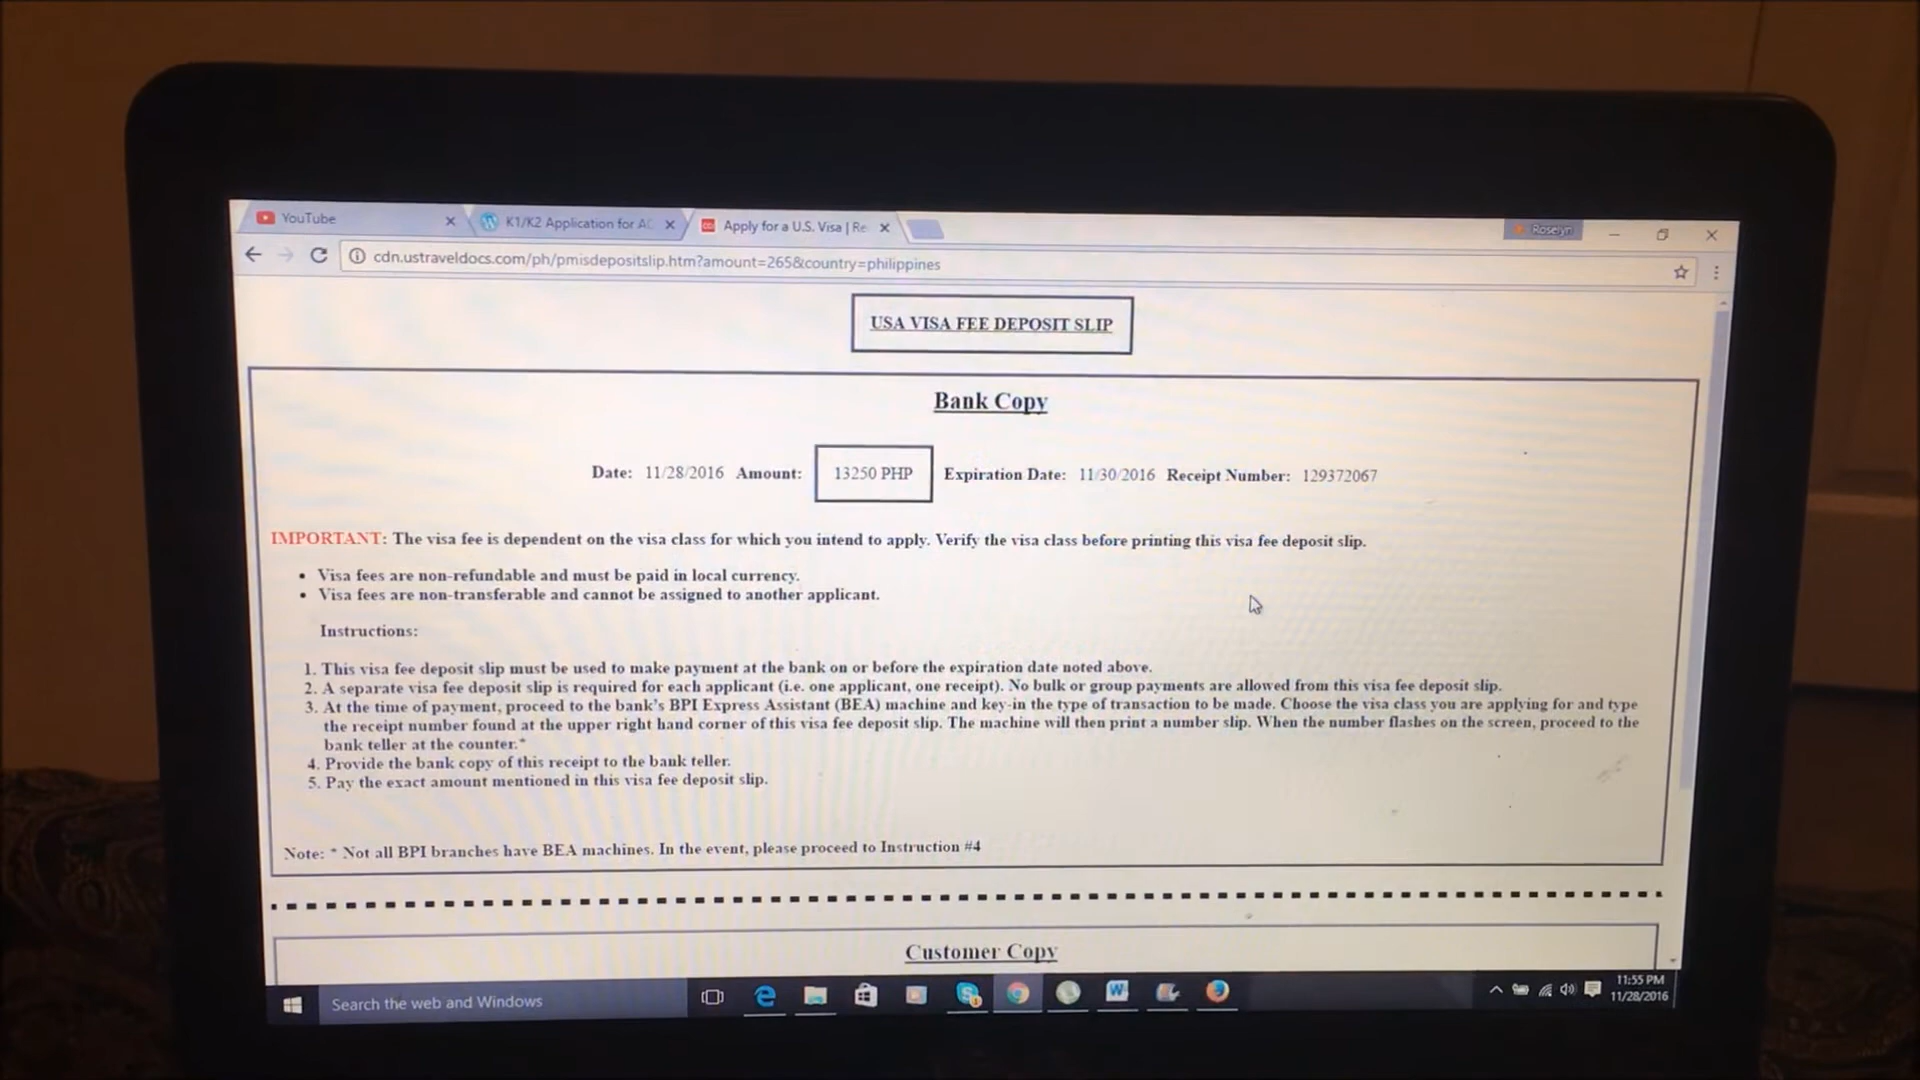 YouTube
K1/K2 Application for AC
Apply for a U.S. Visa | Re
Roselyn
cdn.ustraveldocs.com/ph/pmisdepositslip.htm?amount=265&country=philippines
USA VISA FEE DEPOSIT SLIP
Bank Copy
Date: 11/28/2016 Amount: 13250 PHP Expiration Date: 11/30/2016 Receipt Number: 129372067
IMPORTANT: The visa fee is dependent on the visa class for which you intend to apply. Verify the visa class before printing this visa fee deposit slip.
• Visa fees are non-refundable and must be paid in local currency.
• Visa fees are non-transferable and cannot be assigned to another applicant.
Instructions:
1. This visa fee deposit slip must be used to make payment at the bank on or before the expiration date noted above.
2. A separate visa fee deposit slip is required for each applicant (i.e. one applicant, one receipt). No bulk or group payments are allowed from this visa fee deposit slip.
3. At the time of payment, proceed to the bank's BPI Express Assistant (BEA) machine and key-in the type of transaction to be made. Choose the visa class you are applying for and type
the receipt number found at the upper right hand corner of this visa fee deposit slip. The machine will then print a number slip. When the number flashes on the screen, proceed to the
bank teller at the counter.*
4. Provide the bank copy of this receipt to the bank teller.
5. Pay the exact amount mentioned in this visa fee deposit slip.
Note: * Not all BPI branches have BEA machines. In the event, please proceed to Instruction #4
Customer Copy
Search the web and Windows
11:55 PM
11/28/2016